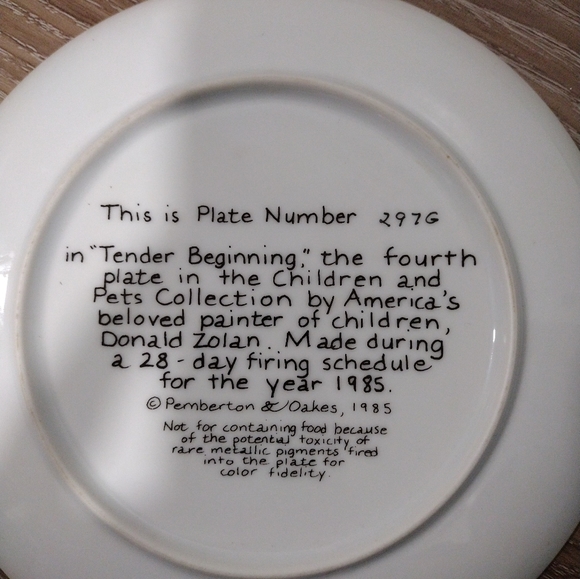 This is Plate Number 297G
in "Tender Beginning," the fourth
plate in the Children and
Pets Collection by America's
beloved painter of children,
Donald Zolan. Made during
a 28-day firing schedule
for the year 1985.
© Pemberton & Oakes, 1985
Not for containing food because
of the potential toxicity of
rare metallic pigments fired
into the plate for
color fidelity.